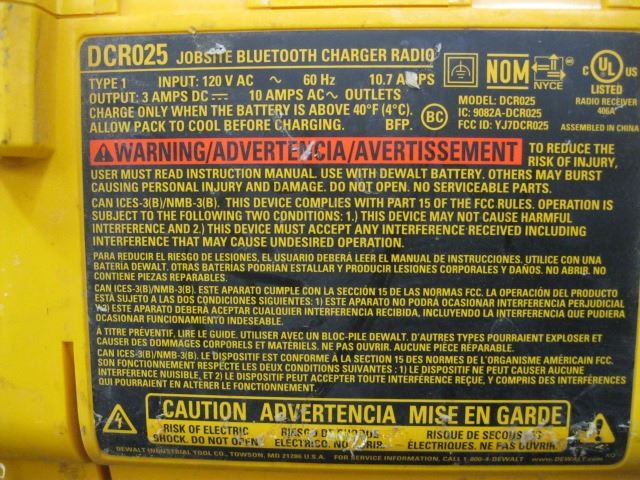 DCR025 JOBSITE BLUETOOTH CHARGER RADIO
TYPE 1 INPUT: 120 V AC ~ 60 Hz 10.7 AMPS
OUTPUT: 3 AMPS DC ⎓ 10 AMPS AC ~ OUTLETS
CHARGE ONLY WHEN THE BATTERY IS ABOVE 40°F (4°C).
ALLOW PACK TO COOL BEFORE CHARGING. BFP.
BC
NOM
NYCE
C UL US
LISTED
RADIO RECEIVER
406A
MODEL: DCR025
IC: 9082A-DCR025
FCC ID: YJ7DCR025
ASSEMBLED IN CHINA
WARNING/ADVERTENCIA/AVERTISSEMENT TO REDUCE THE
RISK OF INJURY,
USER MUST READ INSTRUCTION MANUAL. USE WITH DEWALT BATTERY. OTHERS MAY BURST
CAUSING PERSONAL INJURY AND DAMAGE. DO NOT OPEN. NO SERVICEABLE PARTS.
CAN ICES-3(B)/NMB-3(B). THIS DEVICE COMPLIES WITH PART 15 OF THE FCC RULES. OPERATION IS
SUBJECT TO THE FOLLOWING TWO CONDITIONS: 1.) THIS DEVICE MAY NOT CAUSE HARMFUL
INTERFERENCE AND 2.) THIS DEVICE MUST ACCEPT ANY INTERFERENCE RECEIVED INCLUDING
INTERFERENCE THAT MAY CAUSE UNDESIRED OPERATION.
PARA REDUCIR EL RIESGO DE LESIONES, EL USUARIO DEBERÁ LEER EL MANUAL DE INSTRUCCIONES. UTILICE CON UNA
BATERÍA DEWALT. OTRAS BATERÍAS PODRÍAN ESTALLAR Y PRODUCIR LESIONES CORPORALES Y DAÑOS. NO ABRIR. NO
CONTIENE PIEZAS REPARABLES.
CAN ICES-3(B)/NMB-3(B). ESTE APARATO CUMPLE CON LA SECCIÓN 15 DE LAS NORMAS FCC. LA OPERACIÓN DEL PRODUCTO
ESTÁ SUJETO A LAS DOS CONDICIONES SIGUIENTES: 1) ESTE APARATO NO PODRÁ OCASIONAR INTERFERENCIA PERJUDICIAL
Y 2) ESTE APARATO DEBERÁ ACEPTAR CUALQUIER INTERFERENCIA RECIBIDA, INCLUYENDO LA INTERFERENCIA QUE PUDIERA
OCASIONAR FUNCIONAMIENTO INDESEABLE.
À TITRE PRÉVENTIF, LIRE LE GUIDE. UTILISER AVEC UN BLOC-PILE DEWALT. D'AUTRES TYPES POURRAIENT EXPLOSER ET
CAUSER DES DOMMAGES CORPORELS ET MATÉRIELS. NE PAS OUVRIR. AUCUNE PIÈCE RÉPARABLE.
CAN ICES-3(B)/NMB-3(B). LE DISPOSITIF EST CONFORME À LA SECTION 15 DES NORMES DE L'ORGANISME AMÉRICAIN FCC.
LE FONCTIONNEMENT RESPECTE LES DEUX CONDITIONS SUIVANTES : 1) LE DISPOSITIF NE PEUT CAUSER AUCUNE
INTERFÉRENCE NUISIBLE, ET 2) LE DISPOSITIF PEUT ACCEPTER TOUTE INTERFÉRENCE REÇUE, Y COMPRIS DES INTERFÉRENCES
QUI POURRAIENT EN ALTÉRER LE FONCTIONNEMENT.
CAUTION ADVERTENCIA MISE EN GARDE
RISK OF ELECTRIC
SHOCK. DO NOT OPEN.
RIESGO DE CHOQUE
ELÉCTRICO. NO ABRIR.
RISQUE DE SECOUSSES
ÉLECTRIQUES. NE PAS OUVRIR.
DEWALT INDUSTRIAL TOOL CO., TOWSON, MD 21286 U.S.A. FOR SERVICE INFORMATION, CALL 1-800-4-DEWALT www.DEWALT.com